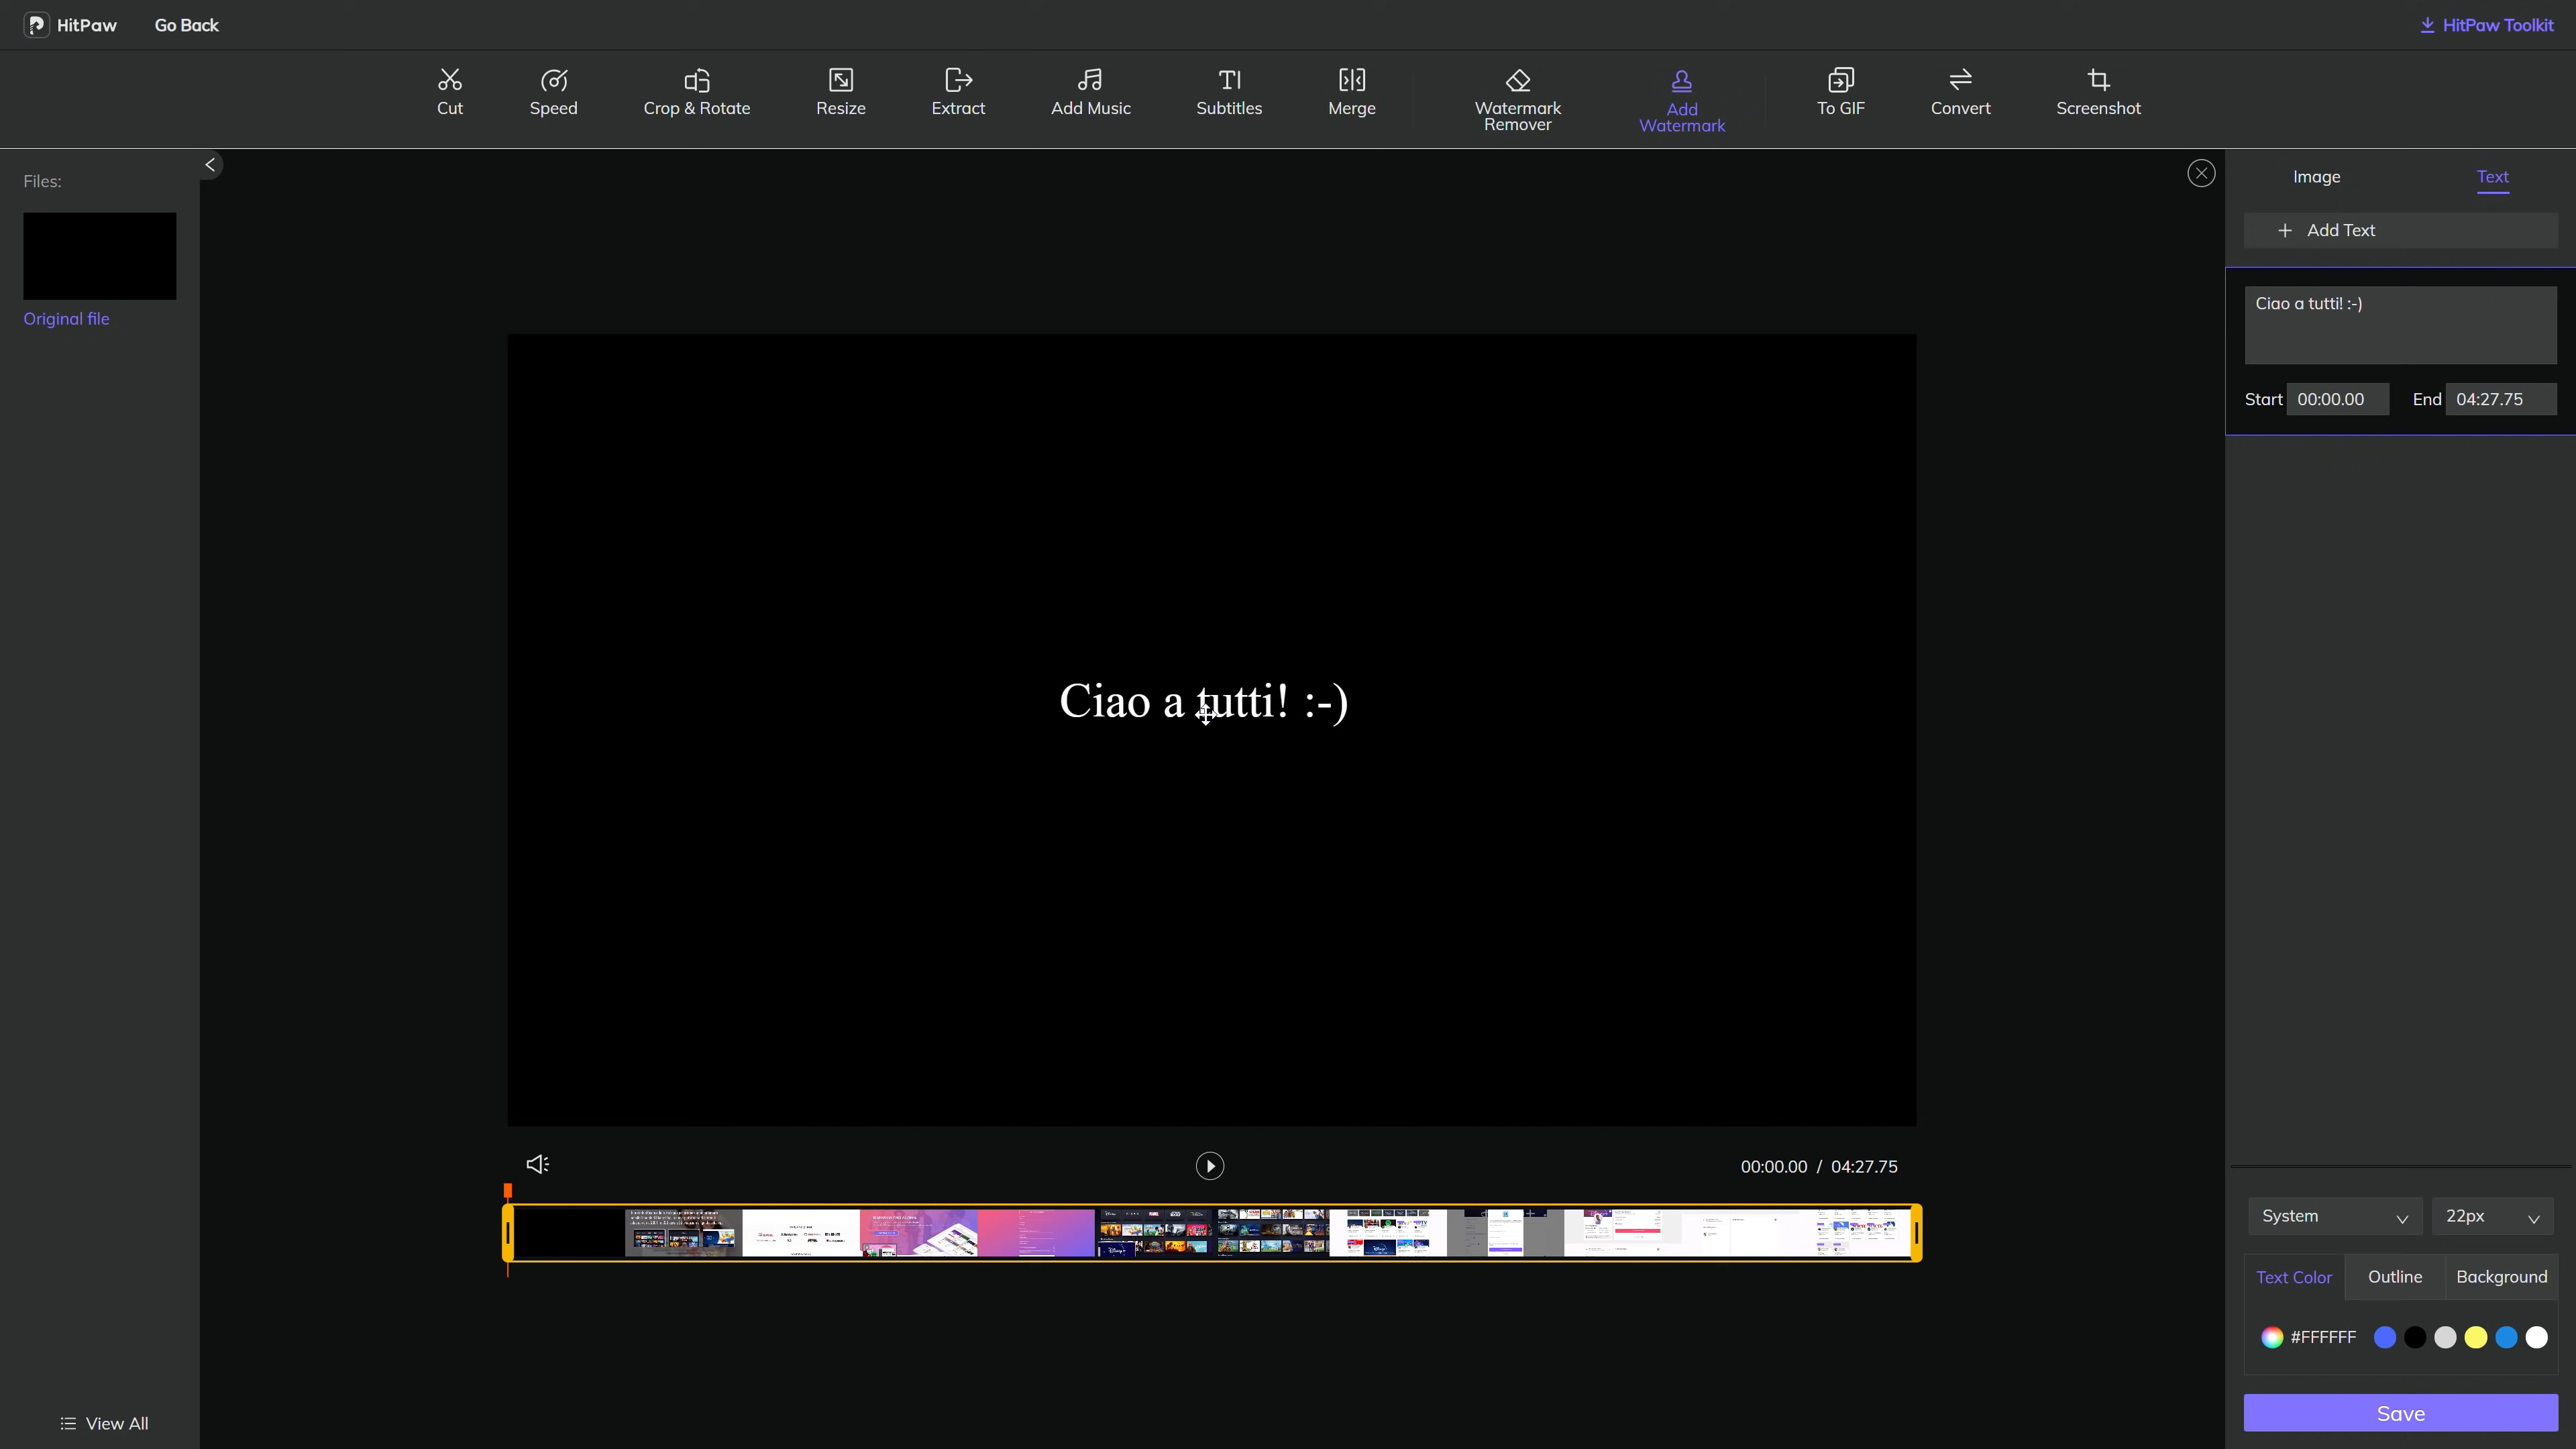 HitPaw
Go Back
HitPaw Toolkit
Cut
Speed
Crop & Rotate
Resize
Extract
Add Music
Subtitles
Merge
Watermark
Remover
Add
Watermark
To GIF
Convert
Screenshot
Files:
Original file
Image
Text
Add Text
Ciao a tutti! :-)
Start 00:00.00 End 04:27.75
Ciao a tutti! :-)
00:00.00 / 04:27.75
System
22px
Text Color
Outline
Background
#FFFFFF
Save
View All